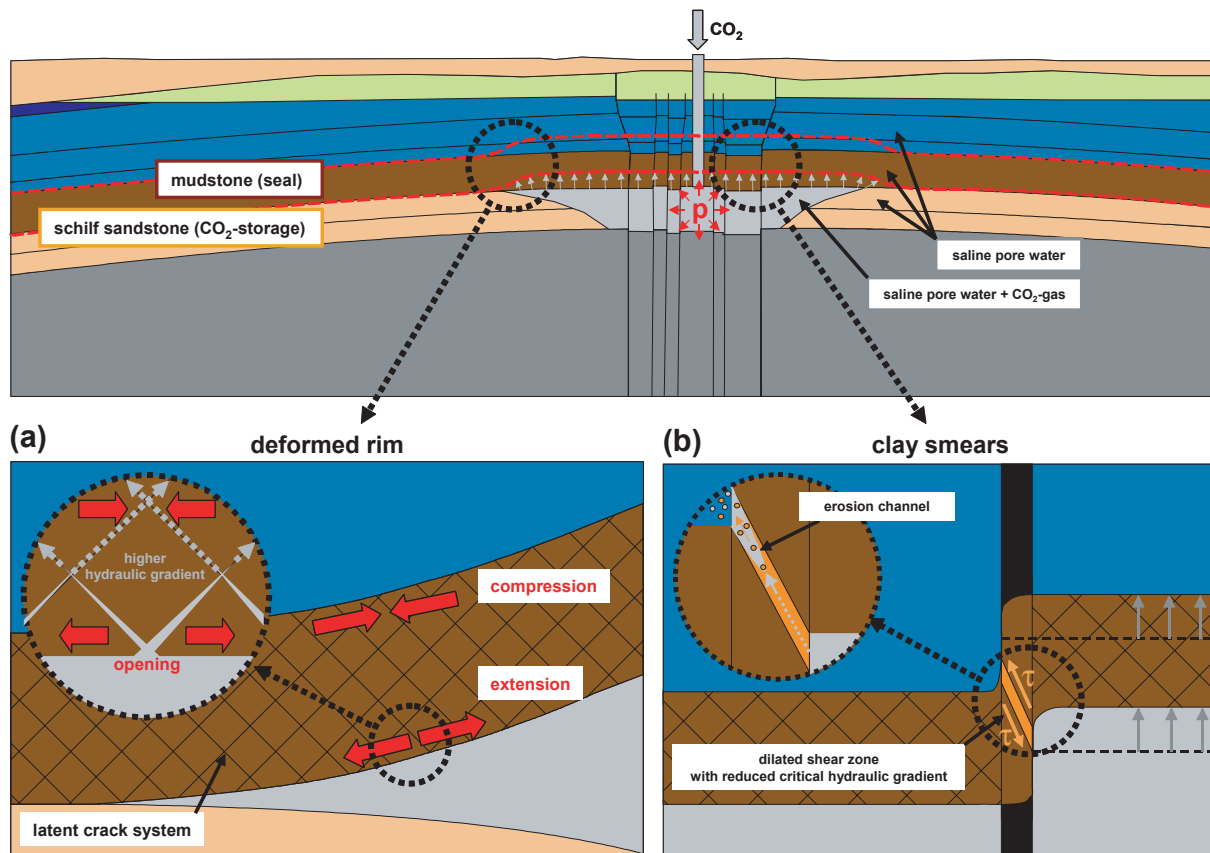 CO₂
mudstone (seal)
schilf sandstone (CO₂-storage)
p
saline pore water
saline pore water + CO₂-gas
(a)
deformed rim
higher
hydraulic gradient
opening
compression
extension
latent crack system
(b)
clay smears
erosion channel
τ
τ
dilated shear zone
with reduced critical hydraulic gradient